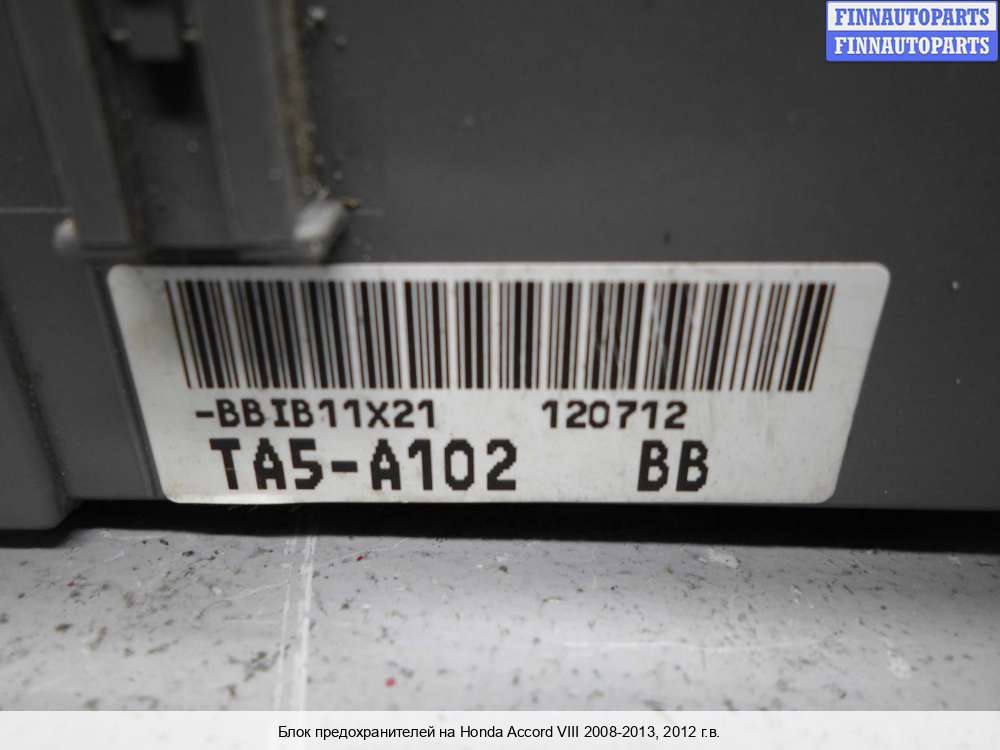 FINNAUTOPARTS
FINNAUTOPARTS
-BBIB11X21 120712
TA5-A102 BB
Блок предохранителей на Honda Accord VIII 2008-2013, 2012 г.в.